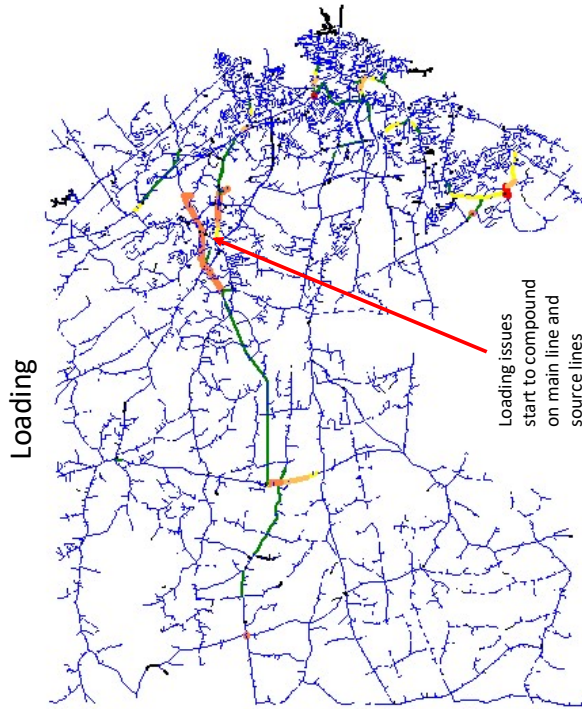 Loading
Loading issues
start to compound
on main line and
source lines